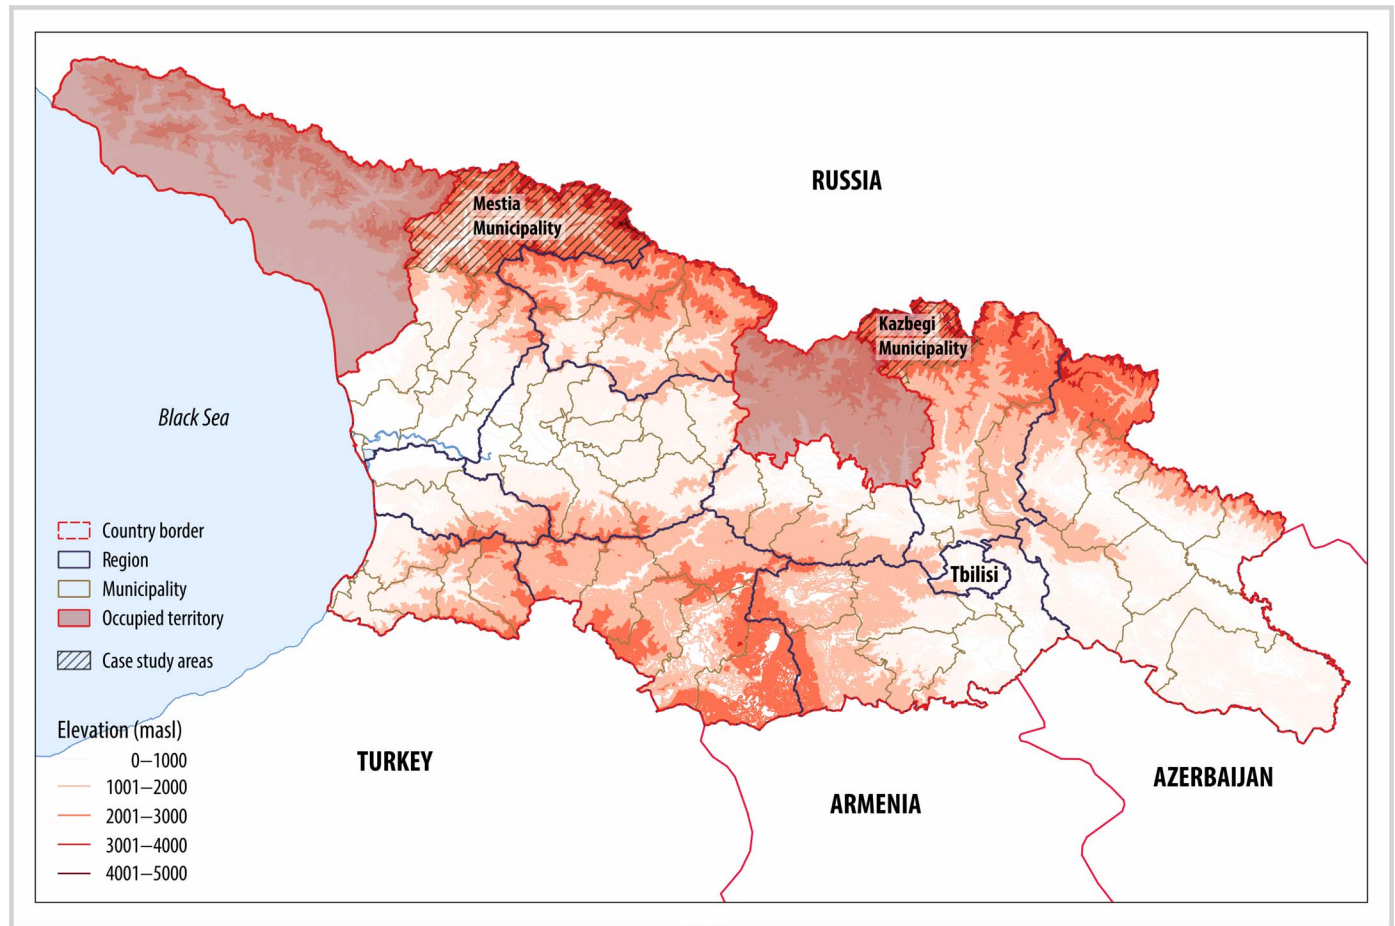 RUSSIA
Mestia
Municipality
Kazbegi
Municipality
Black Sea
Tbilisi
Country border
Region
Municipality
Occupied territory
Case study areas
Elevation (masl)
0–1000
1001–2000
2001–3000
3001–4000
4001–5000
TURKEY
ARMENIA
AZERBAIJAN